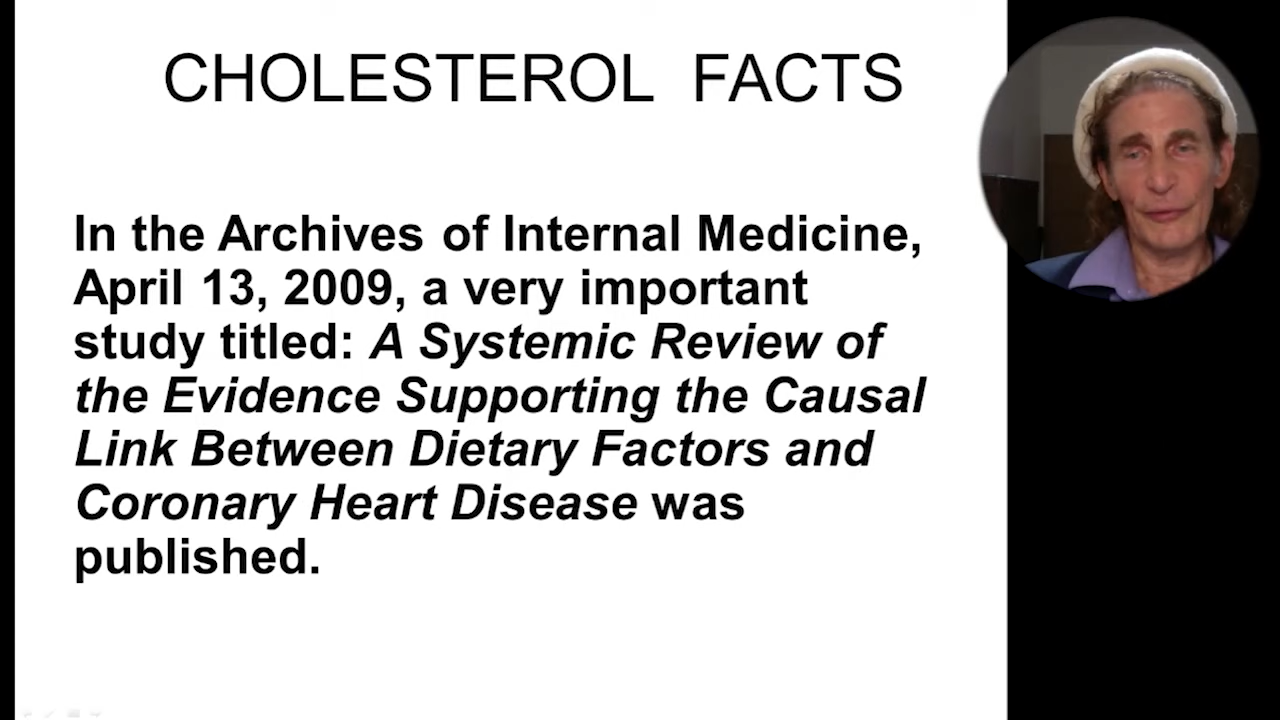 CHOLESTEROL FACTS
In the Archives of Internal Medicine,
April 13, 2009, a very important
study titled: A Systemic Review of
the Evidence Supporting the Causal
Link Between Dietary Factors and
Coronary Heart Disease was
published.